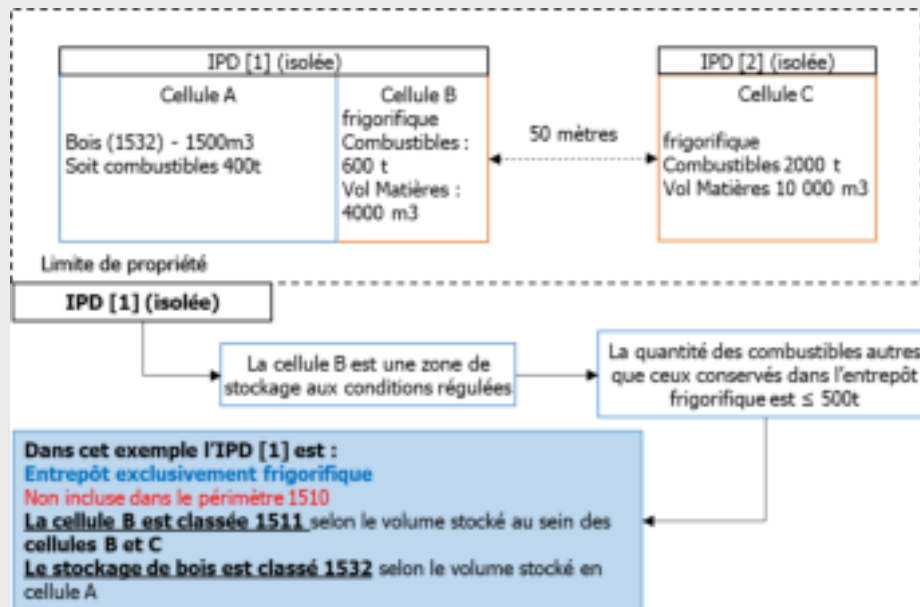 IPD [1] (isolée)
Cellule A
Bois (1532) - 1500m3
Soit combustibles 400t
Cellule B
frigorifique
Combustibles :
600 t
Vol Matières :
4000 m3
50 mètres
IPD [2] (isolée)
Cellule C
frigorifique
Combustibles 2000 t
Vol Matières 10 000 m3
Limite de propriété
IPD [1] (isolée)
La cellule B est une zone de
stockage aux conditions régulées
La quantité des combustibles autres
que ceux conservés dans l'entrepôt
frigorifique est ≤ 500t
Dans cet exemple l'IPD [1] est :
Entrepôt exclusivement frigorifique
Non incluse dans le périmètre 1510
La cellule B est classée 1511 selon le volume stocké au sein des
cellules B et C
Le stockage de bois est classé 1532 selon le volume stocké en
cellule A